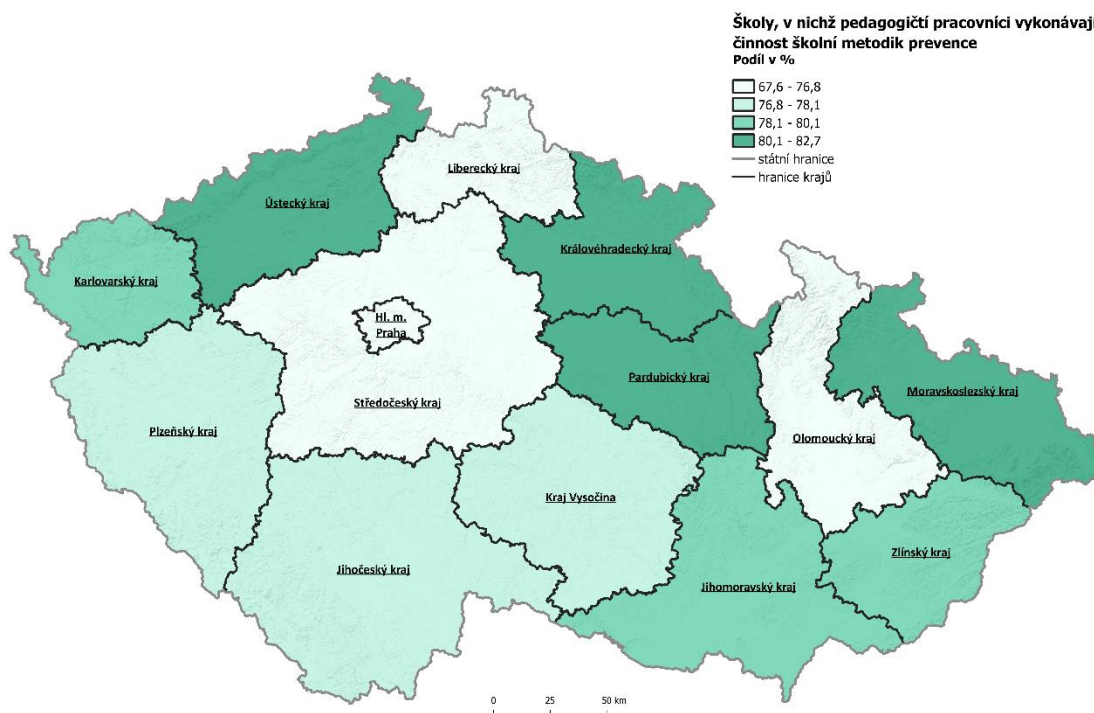 Školy, v nichž pedagogičtí pracovníci vykonávají
činnost školní metodik prevence
Podíl v %
67,6 - 76,8
76,8 - 78,1
78,1 - 80,1
80,1 - 82,7
státní hranice
hranice krajů
Liberecký kraj
Ústecký kraj
Královéhradecký kraj
Karlovarský kraj
Hl. m.
Praha
Pardubický kraj
Moravskoslezský kraj
Středočeský kraj
Plzeňský kraj
Olomoucký kraj
Kraj Vysočina
Zlínský kraj
Jihočeský kraj
Jihomoravský kraj
0 25 50 km